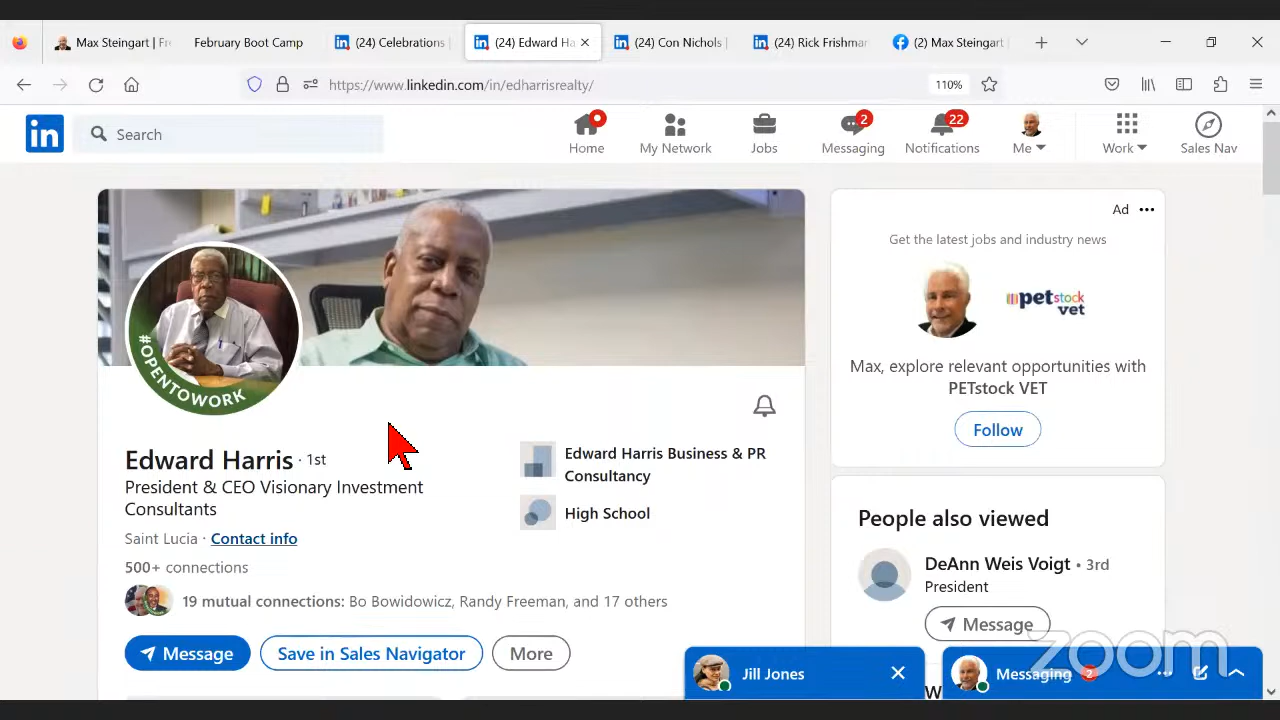 Max Steingart | Fr
February Boot Camp
(24) Celebrations |
(24) Edward Ha
(24) Con Nichols |
(24) Rick Frishmar
(2) Max Steingart |
https://www.linkedin.com/in/edharrisrealty/
110%
in
Search
Home
My Network
Jobs
2
Messaging
22
Notifications
Me
Work
Sales Nav
#OPENTOWORK
Edward Harris · 1st
President & CEO Visionary Investment
Consultants
Saint Lucia · Contact info
500+ connections
19 mutual connections: Bo Bowidowicz, Randy Freeman, and 17 others
Message
Save in Sales Navigator
More
Edward Harris Business & PR
Consultancy
High School
Ad
Get the latest jobs and industry news
petstock
vet
Max, explore relevant opportunities with
PETstock VET
Follow
People also viewed
DeAnn Weis Voigt • 3rd
President
Message
Jill Jones
Messaging 2
zoom